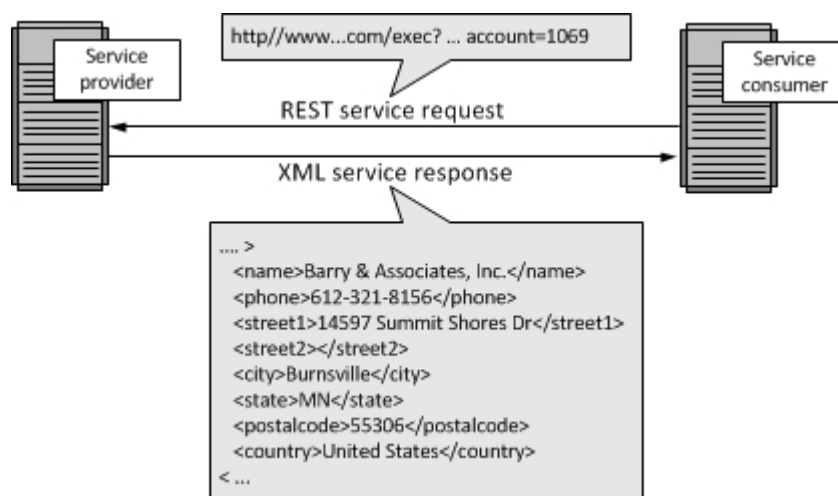 http//www...com/exec? ... account=1069
Service
provider
Service
consumer
REST service request
XML service response
.... >
<name>Barry & Associates, Inc.</name>
<phone>612-321-8156</phone>
<street1>14597 Summit Shores Dr</street1>
<street2></street2>
<city>Burnsville</city>
<state>MN</state>
<postalcode>55306</postalcode>
<country>United States</country>
< ...